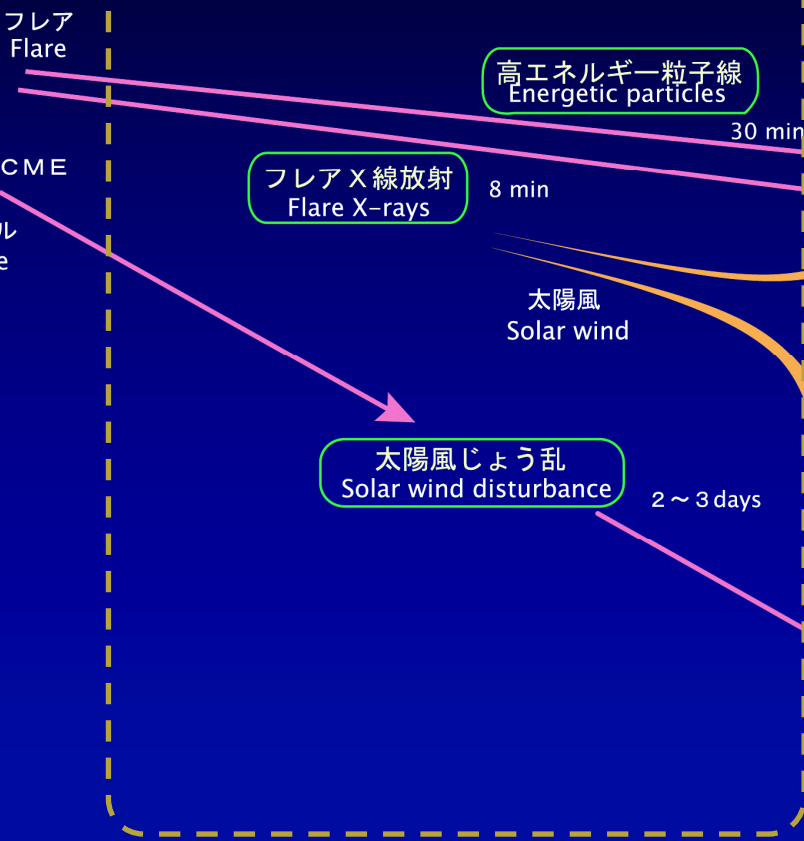 フレア
Flare
高エネルギー粒子線
Energetic particles
30 min
CME
フレアX線放射
Flare X-rays
8 min
ル
e
太陽風
Solar wind
太陽風じょう乱
Solar wind disturbance
2～3days